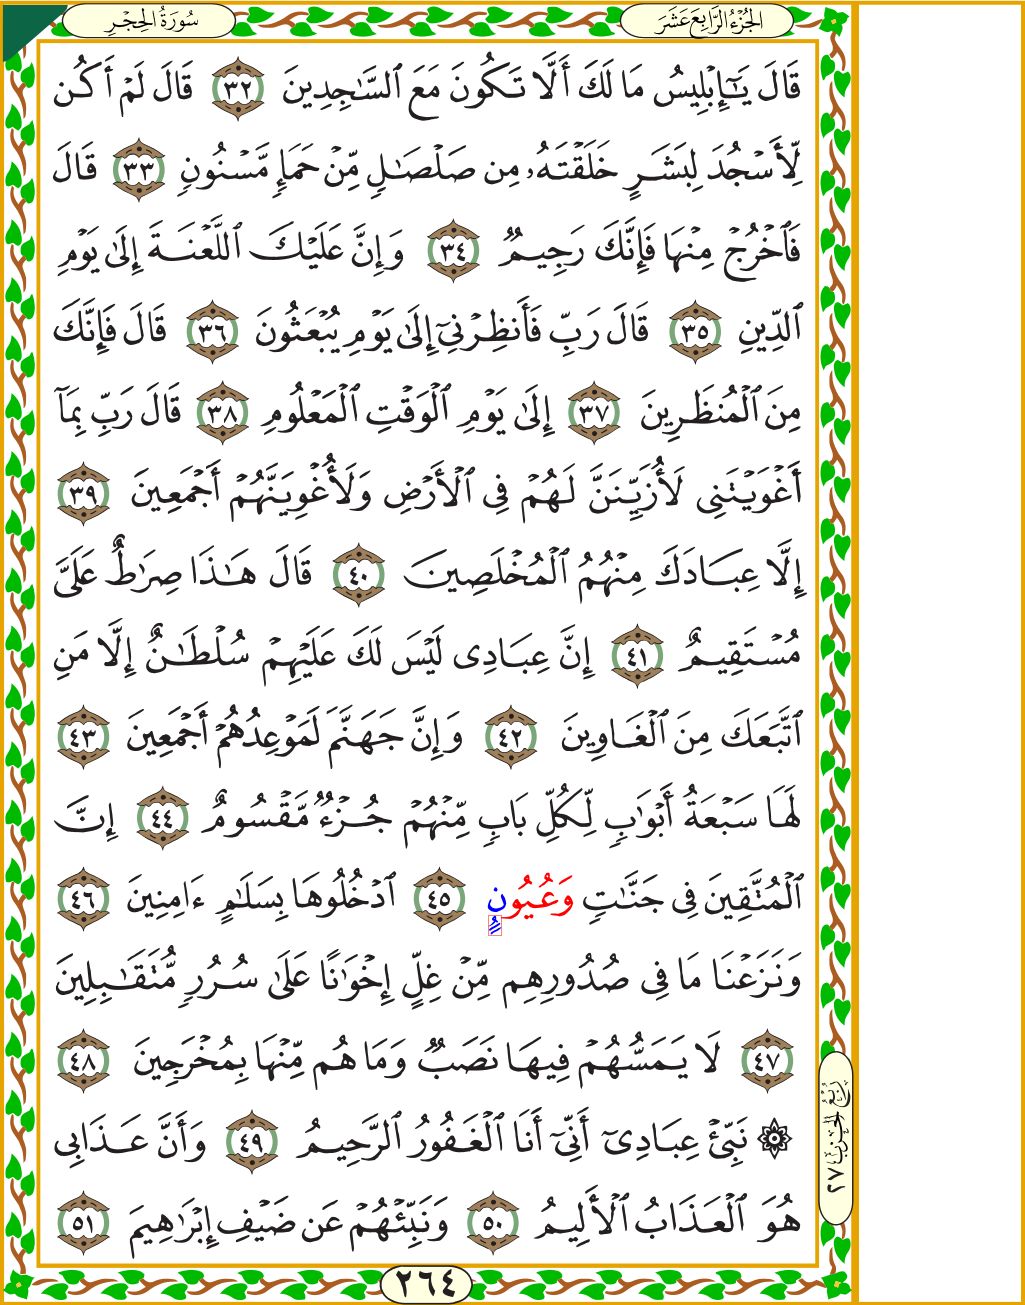 الجُزْءُ الرَّابِعَ عَشَرَ
سُورَةُ الحِجْرِ
قَالَ يَـٰٓإِبْلِيسُ مَا لَكَ أَلَّا تَكُونَ مَعَ ٱلسَّـٰجِدِينَ ٣٢ قَالَ لَمْ أَكُن
لِّأَسْجُدَ لِبَشَرٍ خَلَقْتَهُۥ مِن صَلْصَـٰلٍ مِّنْ حَمَإٍ مَّسْنُونٍ ٣٣ قَالَ
فَٱخْرُجْ مِنْهَا فَإِنَّكَ رَجِيمٌ ٣٤ وَإِنَّ عَلَيْكَ ٱللَّعْنَةَ إِلَىٰ يَوْمِ
ٱلدِّينِ ٣٥ قَالَ رَبِّ فَأَنظِرْنِىٓ إِلَىٰ يَوْمِ يُبْعَثُونَ ٣٦ قَالَ فَإِنَّكَ
مِنَ ٱلْمُنظَرِينَ ٣٧ إِلَىٰ يَوْمِ ٱلْوَقْتِ ٱلْمَعْلُومِ ٣٨ قَالَ رَبِّ بِمَآ
أَغْوَيْتَنِى لَأُزَيِّنَنَّ لَهُمْ فِى ٱلْأَرْضِ وَلَأُغْوِيَنَّهُمْ أَجْمَعِينَ ٣٩
إِلَّا عِبَادَكَ مِنْهُمُ ٱلْمُخْلَصِينَ ٤٠ قَالَ هَـٰذَا صِرَٰطٌ عَلَىَّ
مُسْتَقِيمٌ ٤١ إِنَّ عِبَادِى لَيْسَ لَكَ عَلَيْهِمْ سُلْطَـٰنٌ إِلَّا مَنِ
ٱتَّبَعَكَ مِنَ ٱلْغَاوِينَ ٤٢ وَإِنَّ جَهَنَّمَ لَمَوْعِدُهُمْ أَجْمَعِينَ ٤٣
لَهَا سَبْعَةُ أَبْوَٰبٍ لِّكُلِّ بَابٍ مِّنْهُمْ جُزْءٌ مَّقْسُومٌ ٤٤ إِنَّ
ٱلْمُتَّقِينَ فِى جَنَّـٰتٍ وَعُيُونٍ ٤٥ ٱدْخُلُوهَا بِسَلَـٰمٍ ءَامِنِينَ ٤٦
وَنَزَعْنَا مَا فِى صُدُورِهِم مِّنْ غِلٍّ إِخْوَٰنًا عَلَىٰ سُرُرٍ مُّتَقَـٰبِلِينَ
٤٧ لَا يَمَسُّهُمْ فِيهَا نَصَبٌ وَمَا هُم مِّنْهَا بِمُخْرَجِينَ ٤٨
۞ نَبِّئْ عِبَادِىٓ أَنِّىٓ أَنَا ٱلْغَفُورُ ٱلرَّحِيمُ ٤٩ وَأَنَّ عَذَابِى
هُوَ ٱلْعَذَابُ ٱلْأَلِيمُ ٥٠ وَنَبِّئْهُمْ عَن ضَيْفِ إِبْرَٰهِيمَ ٥١
رُبْعُ الحِزْبِ ٢٧
٢٦٤